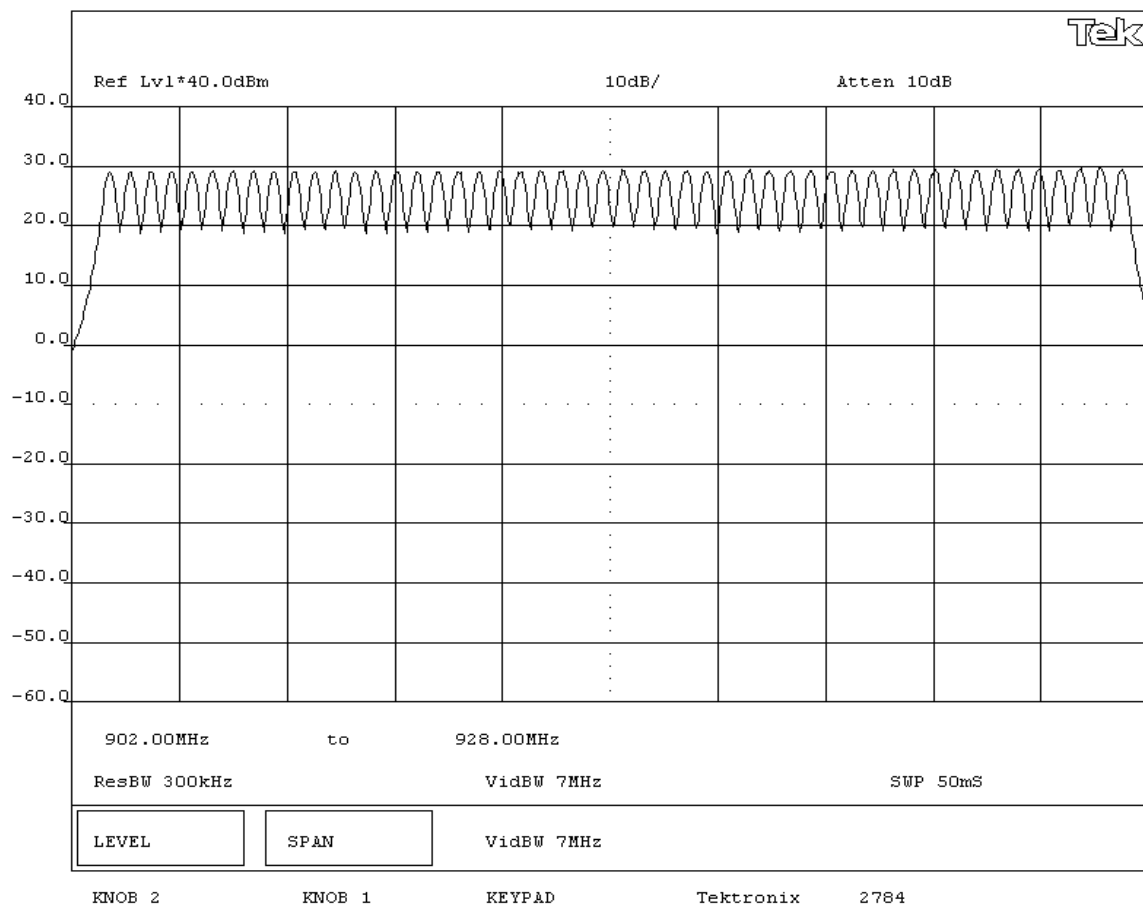 Tek
Ref Lvl*40.0dBm 10dB/ Atten 10dB
40.0
30.0
20.0
10.0
0.0
-10.0
-20.0
-30.0
-40.0
-50.0
-60.0
902.00MHz to 928.00MHz
ResBW 300kHz VidBW 7MHz SWP 50mS
LEVEL SPAN VidBW 7MHz
KNOB 2 KNOB 1 KEYPAD Tektronix 2784